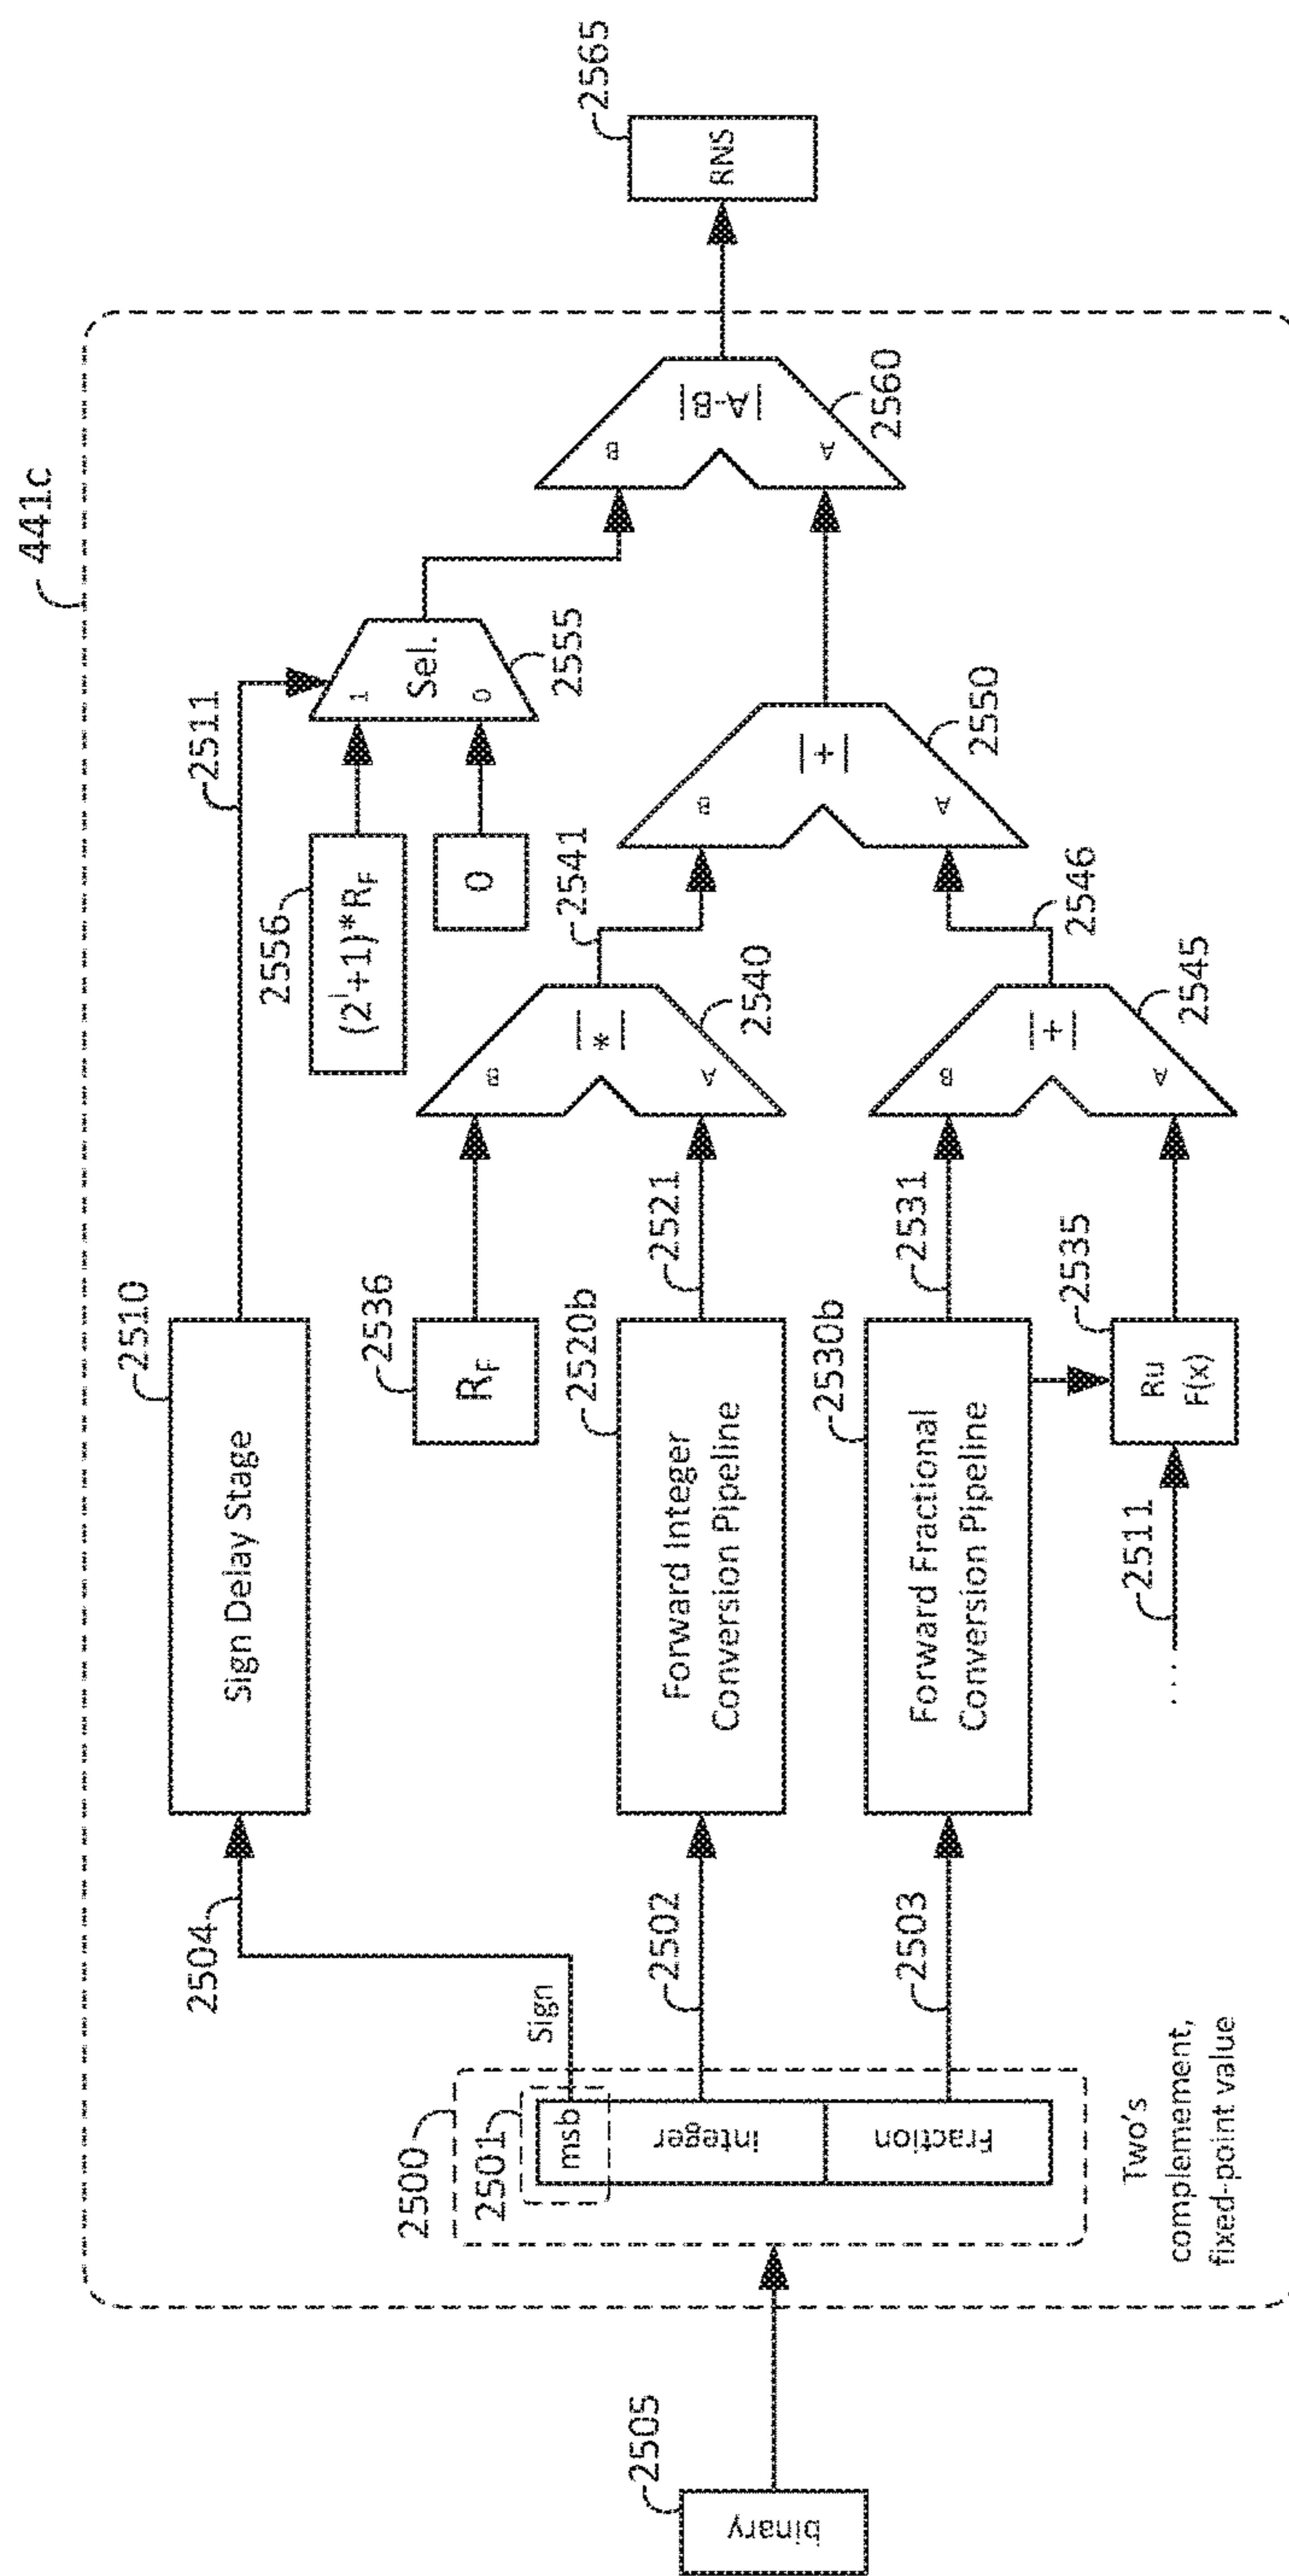 441c
2565
RNS
2511
2556
(2^I+1)*R_F
0
1
Sel.
0
2555
B
|A-B|
A
2560
2510
Sign Delay Stage
2504
2536
R_F
B
|*|
A
2540
2541
B
|+|
A
2550
2520b
Forward Integer
Conversion Pipeline
2521
2502
2530b
Forward Fractional
Conversion Pipeline
2531
2503
B
|+|
A
2545
2546
2535
Ru
F(x)
2511
...
2500
2501
Sign
msb
Integer
Fraction
Two's
complement,
fixed-point value
2505
binary